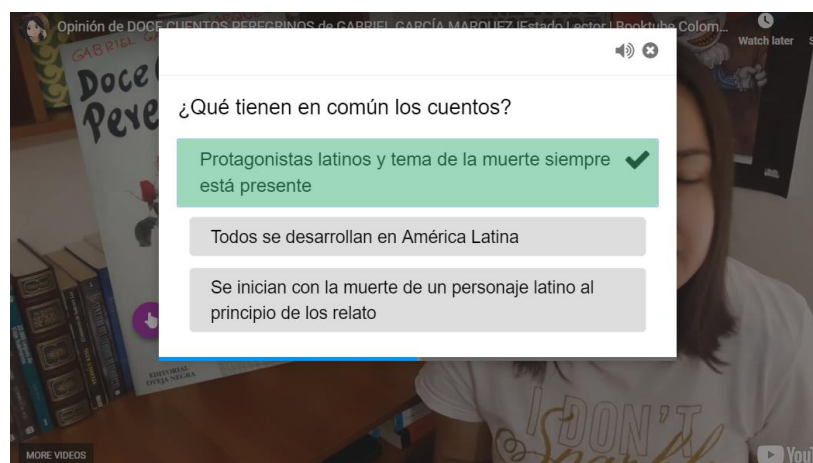 Opinión de DOCE CUENTOS PEREGRINOS de GABRIEL GARCÍA MARQUEZ |Estado Lector | Booktube Colom...
Watch later
GABRIEL
Doce
Pere
¿Qué tienen en común los cuentos?
Protagonistas latinos y tema de la muerte siempre
está presente
Todos se desarrollan en América Latina
Se inician con la muerte de un personaje latino al
principio de los relato
EDITORIAL
OVEJA NEGRA
I DON'T
Sparkle
MORE VIDEOS
You